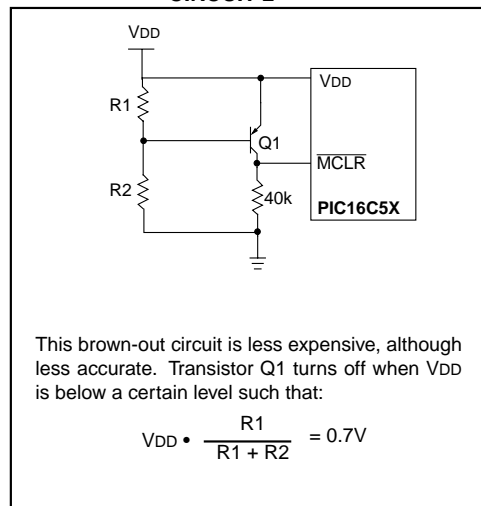 CIRCUIT 2
VDD
VDD
R1
Q1
MCLR
R2
40k
PIC16C5X
This brown-out circuit is less expensive, although
less accurate. Transistor Q1 turns off when VDD
is below a certain level such that:
VDD • R1 / R1 + R2 = 0.7V